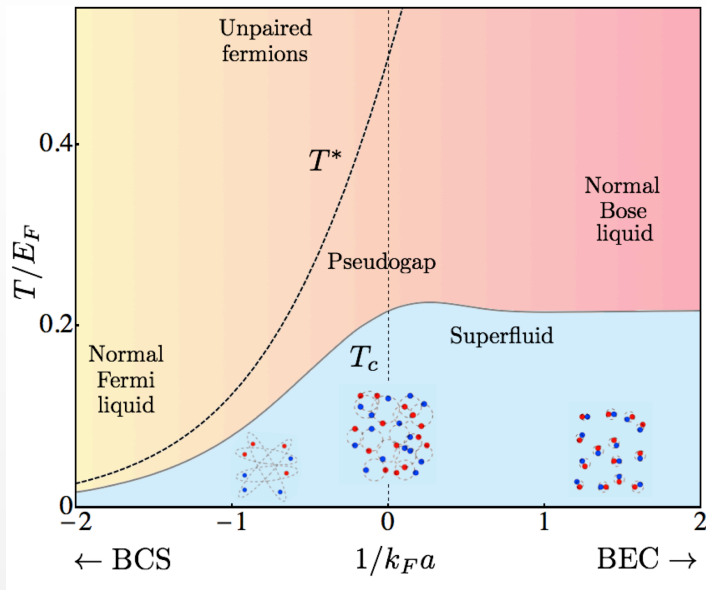 Unpaired
fermions
0.4
T*
Normal
Bose
liquid
T/E_F
Pseudogap
0.2
Superfluid
Normal
Fermi
liquid
T_c
0
−2 −1 0 1 2
← BCS 1/k_F a BEC →